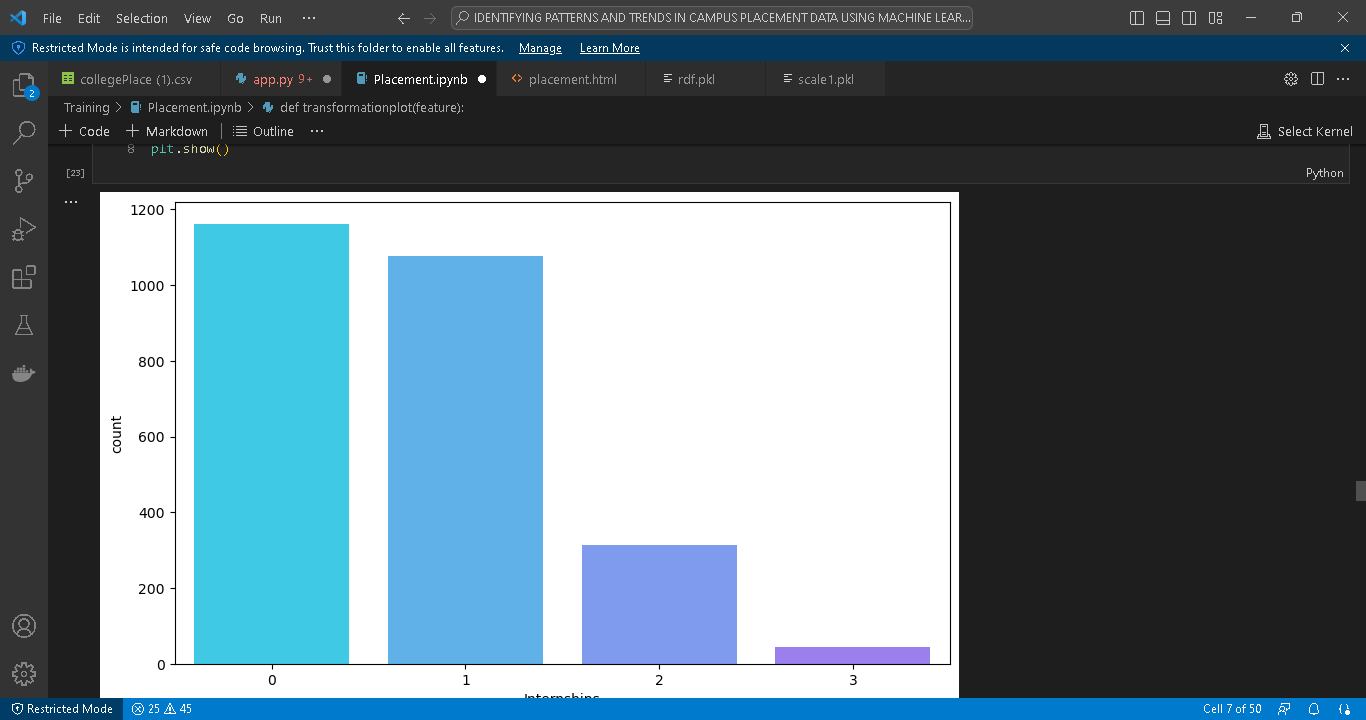 File Edit Selection View Go Run ···
IDENTIFYING PATTERNS AND TRENDS IN CAMPUS PLACEMENT DATA USING MACHINE LEAR...
Restricted Mode is intended for safe code browsing. Trust this folder to enable all features. Manage Learn More
collegePlace (1).csv app.py 9+ Placement.ipynb placement.html rdf.pkl scale1.pkl
2
Training > Placement.ipynb > def transformationplot(feature):
+ Code + Markdown | Outline ··· Select Kernel
8 plt.show()
[23] Python
1200
1000
800
600
400
200
0
count
0 1 2 3
Internships
Restricted Mode 25 45 Cell 7 of 50